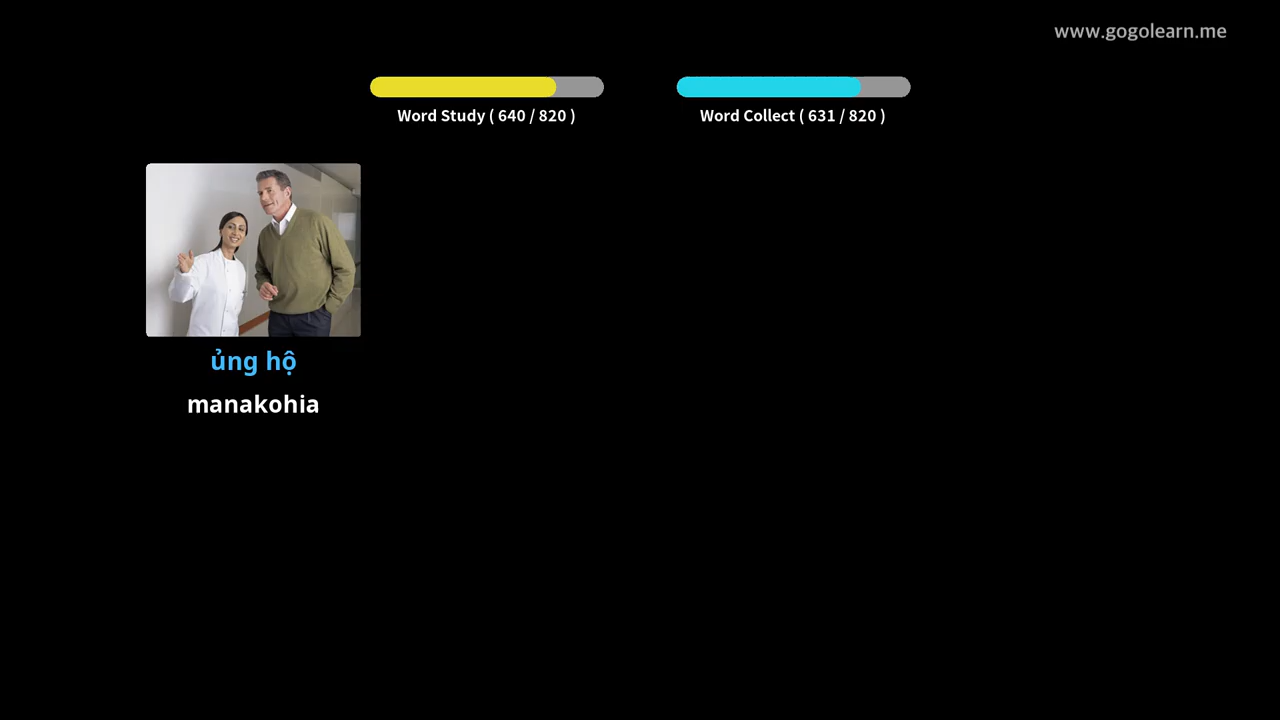 www.gogolearn.me
Word Study ( 640 / 820 )
Word Collect ( 631 / 820 )
ủng hộ
manakohia